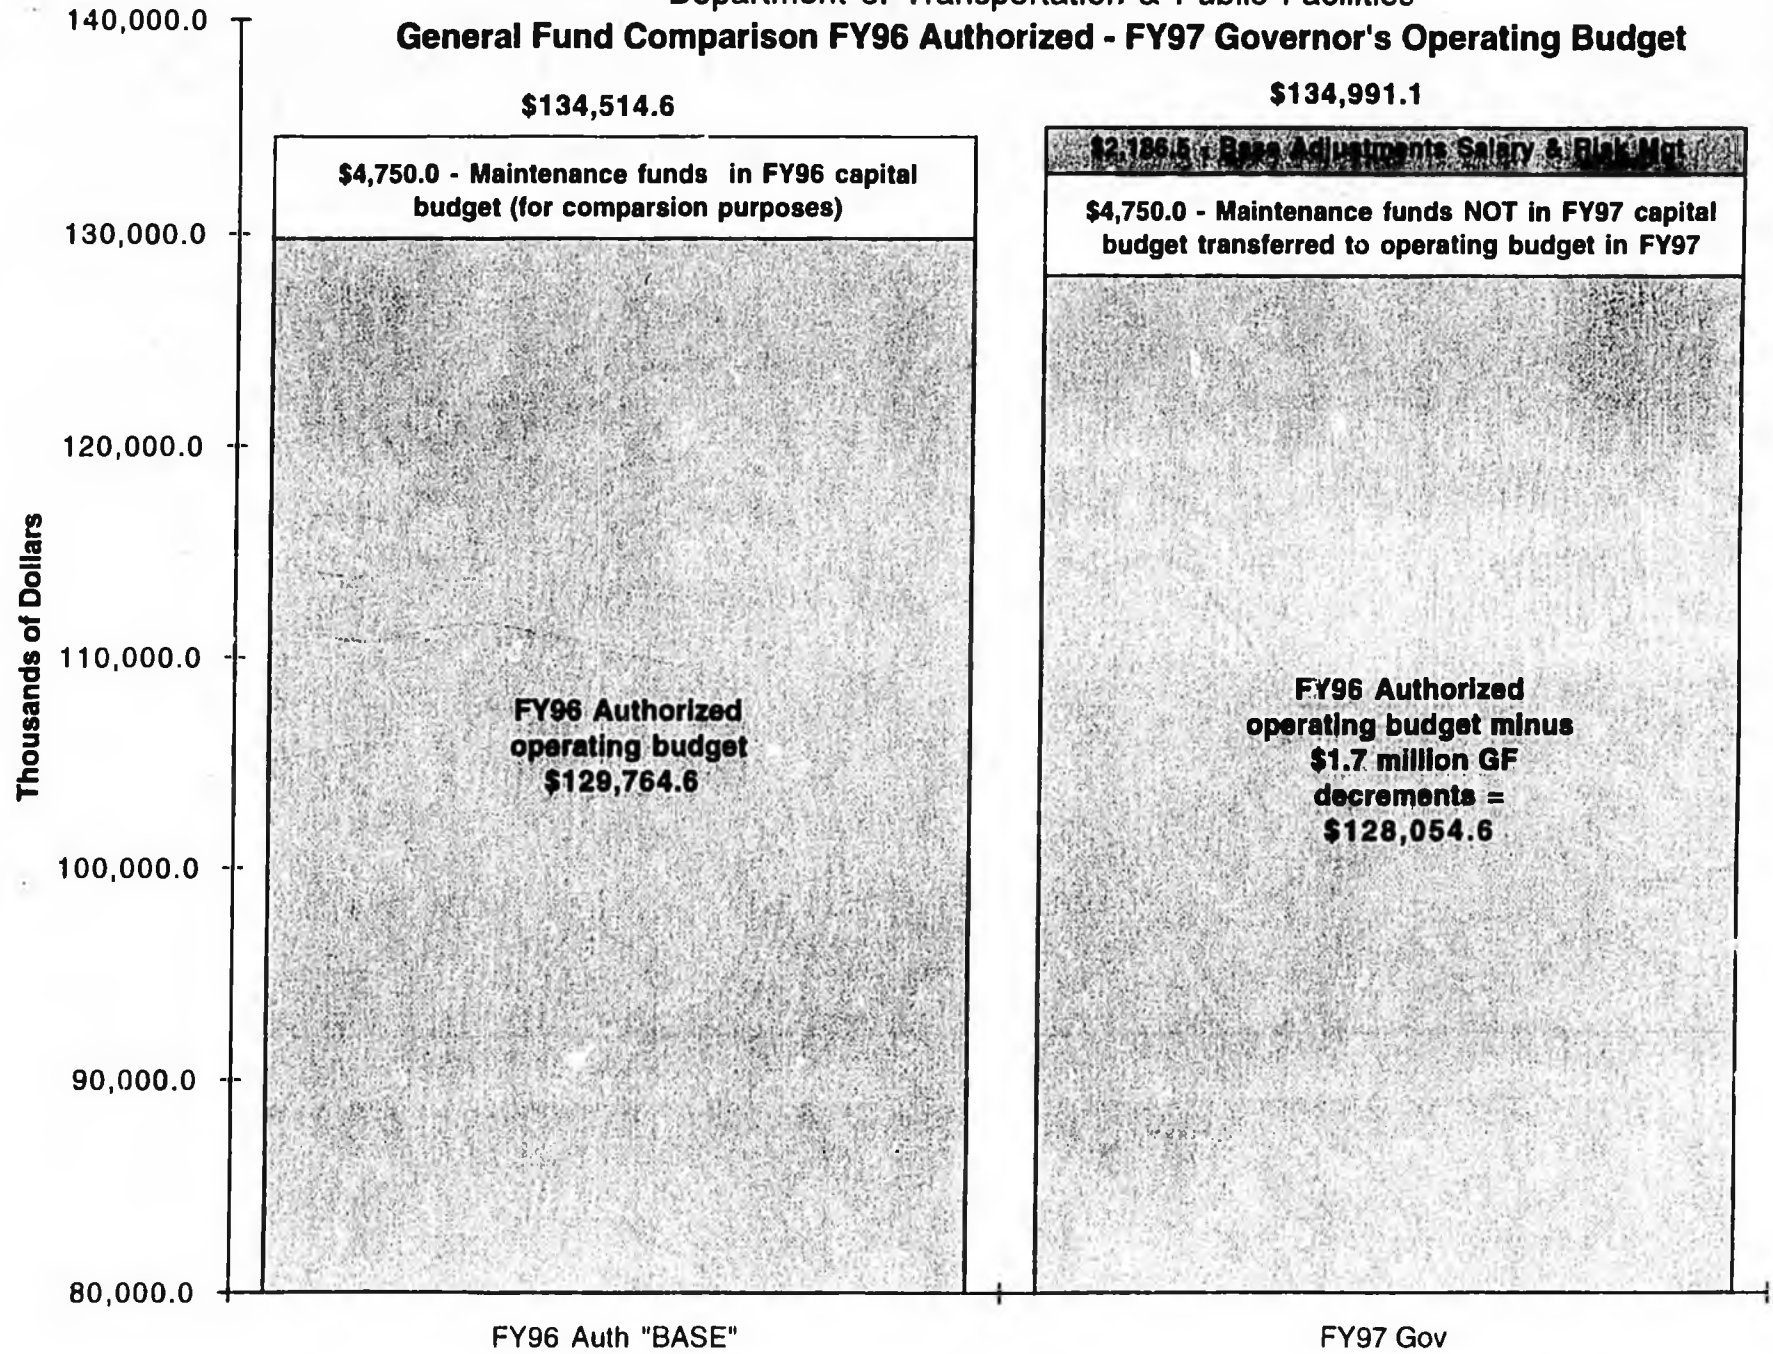 Department of Transportation & Public Facilities
General Fund Comparison FY96 Authorized - FY97 Governor's Operating Budget
140,000.0
130,000.0
120,000.0
110,000.0
100,000.0
90,000.0
80,000.0
Thousands of Dollars
$134,514.6
$4,750.0 - Maintenance funds in FY96 capital
budget (for comparsion purposes)
FY96 Authorized
operating budget
$129,764.6
FY96 Auth "BASE"
$134,991.1
$2,186.5 - Base Adjustments Salary & Risk Mgt
$4,750.0 - Maintenance funds NOT in FY97 capital
budget transferred to operating budget in FY97
FY96 Authorized
operating budget minus
$1.7 million GF
decrements =
$128,054.6
FY97 Gov